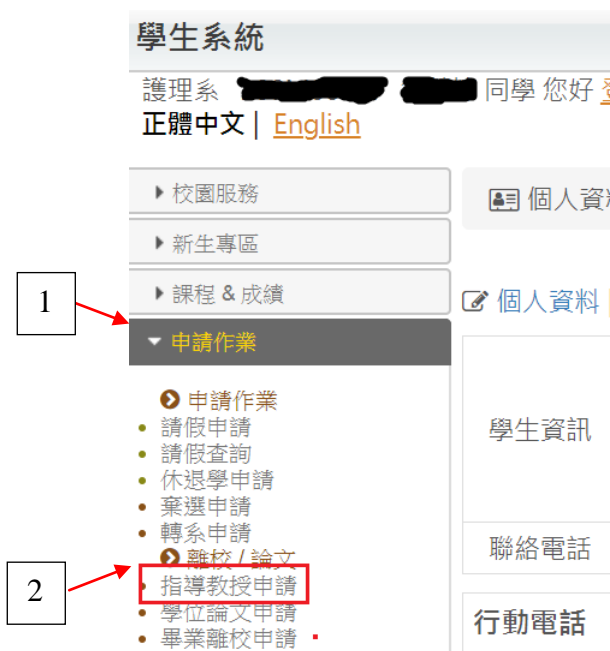 學生系統
護理系 同學 您好
正體中文 | English
校園服務
新生專區
課程 & 成績
申請作業
申請作業
請假申請
請假查詢
休退學申請
棄選申請
轉系申請
離校 / 論文
指導教授申請
學位論文申請
畢業離校申請
1
2
個人資
個人資料
學生資訊
聯絡電話
行動電話